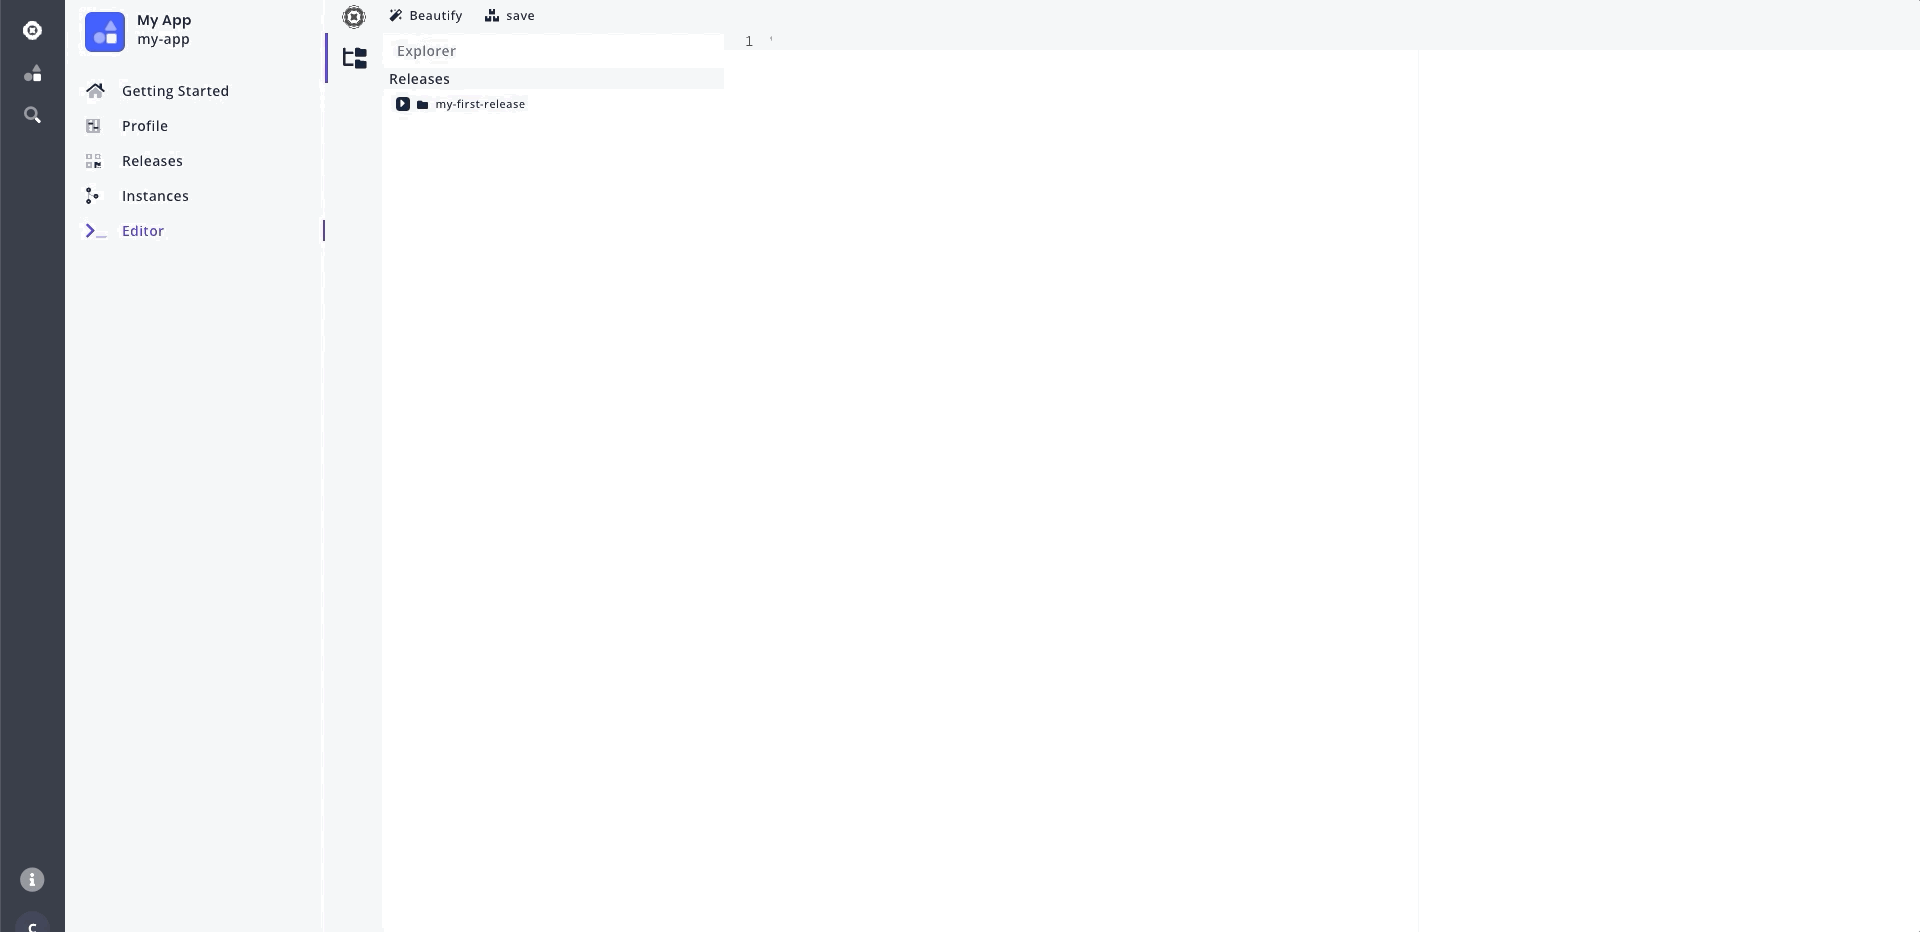 My App
my-app
Getting Started
Profile
Releases
Instances
Editor
Beautify save
Explorer
Releases
my-first-release
1
C